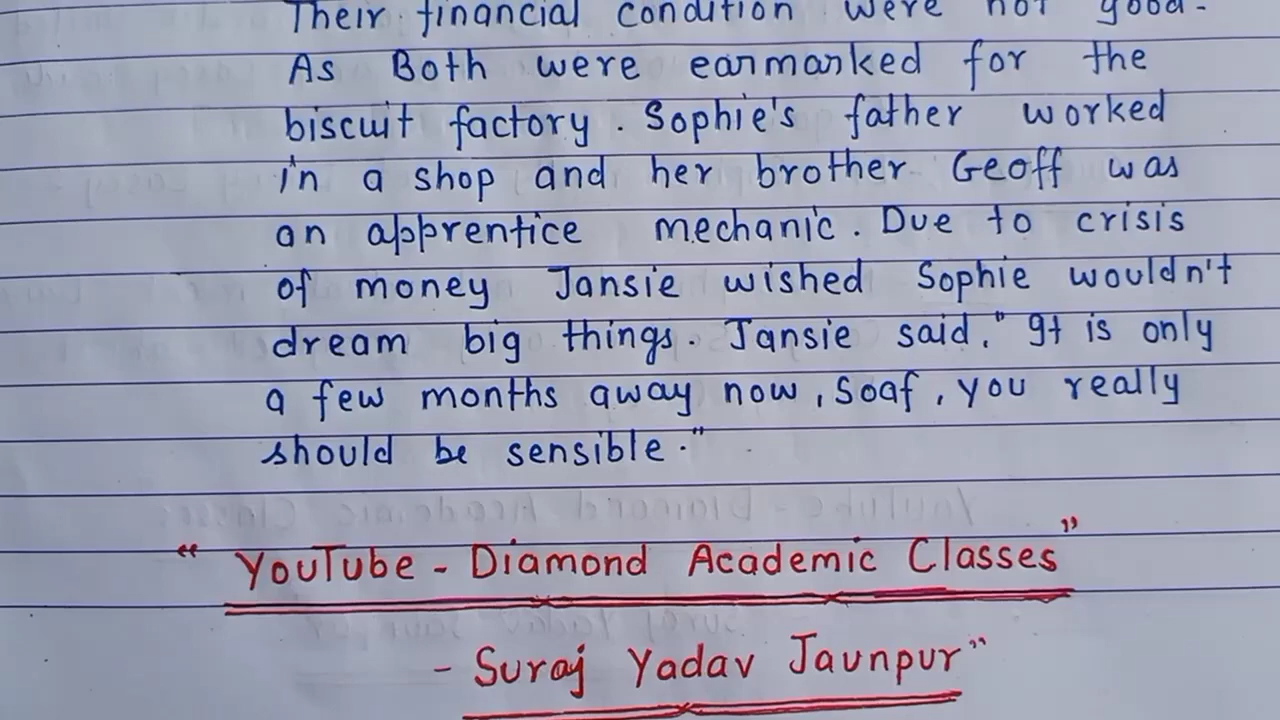 Their financial condition were not good.
As Both were earmarked for the
biscuit factory. Sophie's father worked
in a shop and her brother Geoff was
an apprentice mechanic. Due to crisis
of money Jansie wished Sophie wouldn't
dream big things. Jansie said." It is only
a few months away now, Soaf, you really
should be sensible."
" YouTube - Diamond Academic Classes"
- Suraj Yadav Jaunpur"